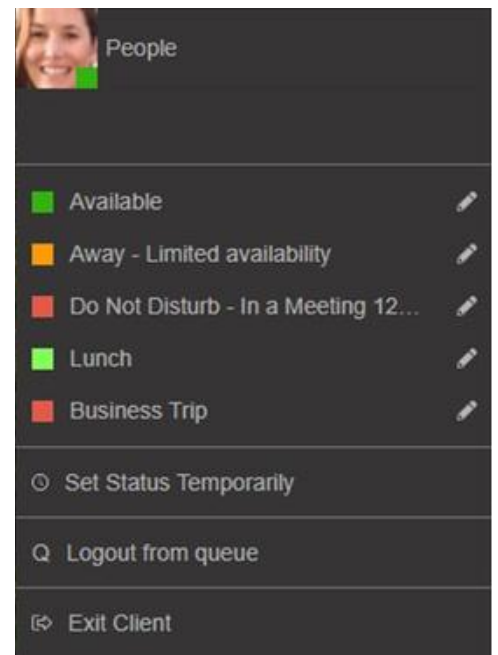 People
Available
Away - Limited availability
Do Not Disturb - In a Meeting 12...
Lunch
Business Trip
Set Status Temporarily
Q Logout from queue
Exit Client